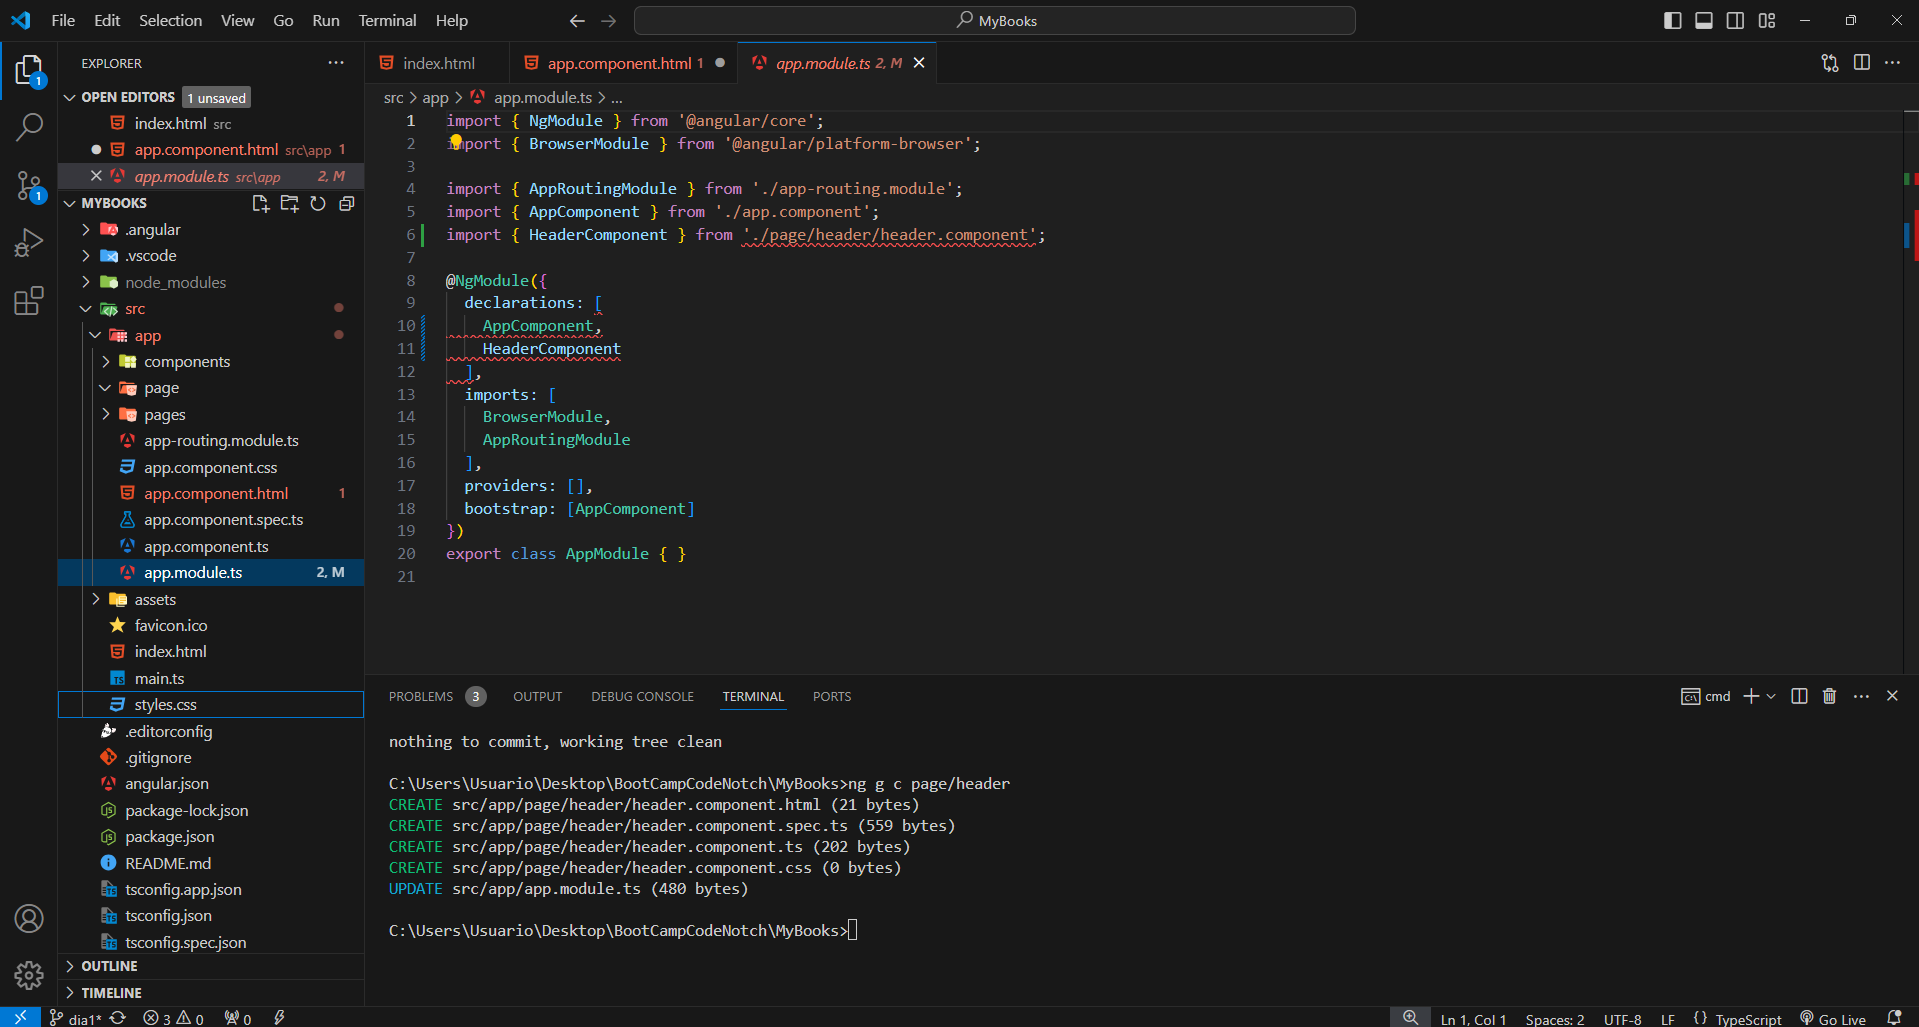 File Edit Selection View Go Run Terminal Help
MyBooks
EXPLORER
OPEN EDITORS 1 unsaved
index.html src
app.component.html src\app 1
app.module.ts src\app 2, M
MYBOOKS
.angular
.vscode
node_modules
src
app
components
page
pages
app-routing.module.ts
app.component.css
app.component.html 1
app.component.spec.ts
app.component.ts
app.module.ts 2, M
assets
favicon.ico
index.html
main.ts
styles.css
.editorconfig
.gitignore
angular.json
package-lock.json
package.json
README.md
tsconfig.app.json
tsconfig.json
tsconfig.spec.json
OUTLINE
TIMELINE
1
1
index.html
app.component.html 1
app.module.ts 2, M
src > app > app.module.ts > ...
1 import { NgModule } from '@angular/core';
2 import { BrowserModule } from '@angular/platform-browser';
3
4 import { AppRoutingModule } from './app-routing.module';
5 import { AppComponent } from './app.component';
6 import { HeaderComponent } from './page/header/header.component';
7
8 @NgModule({
9 declarations: [
10 AppComponent,
11 HeaderComponent
12 ],
13 imports: [
14 BrowserModule,
15 AppRoutingModule
16 ],
17 providers: [],
18 bootstrap: [AppComponent]
19 })
20 export class AppModule { }
21
PROBLEMS 3 OUTPUT DEBUG CONSOLE TERMINAL PORTS
cmd
nothing to commit, working tree clean
C:\Users\Usuario\Desktop\BootCampCodeNotch\MyBooks>ng g c page/header
CREATE src/app/page/header/header.component.html (21 bytes)
CREATE src/app/page/header/header.component.spec.ts (559 bytes)
CREATE src/app/page/header/header.component.ts (202 bytes)
CREATE src/app/page/header/header.component.css (0 bytes)
UPDATE src/app/app.module.ts (480 bytes)
C:\Users\Usuario\Desktop\BootCampCodeNotch\MyBooks>
dia1* 3 0 0
Ln 1, Col 1 Spaces: 2 UTF-8 LF {} TypeScript Go Live